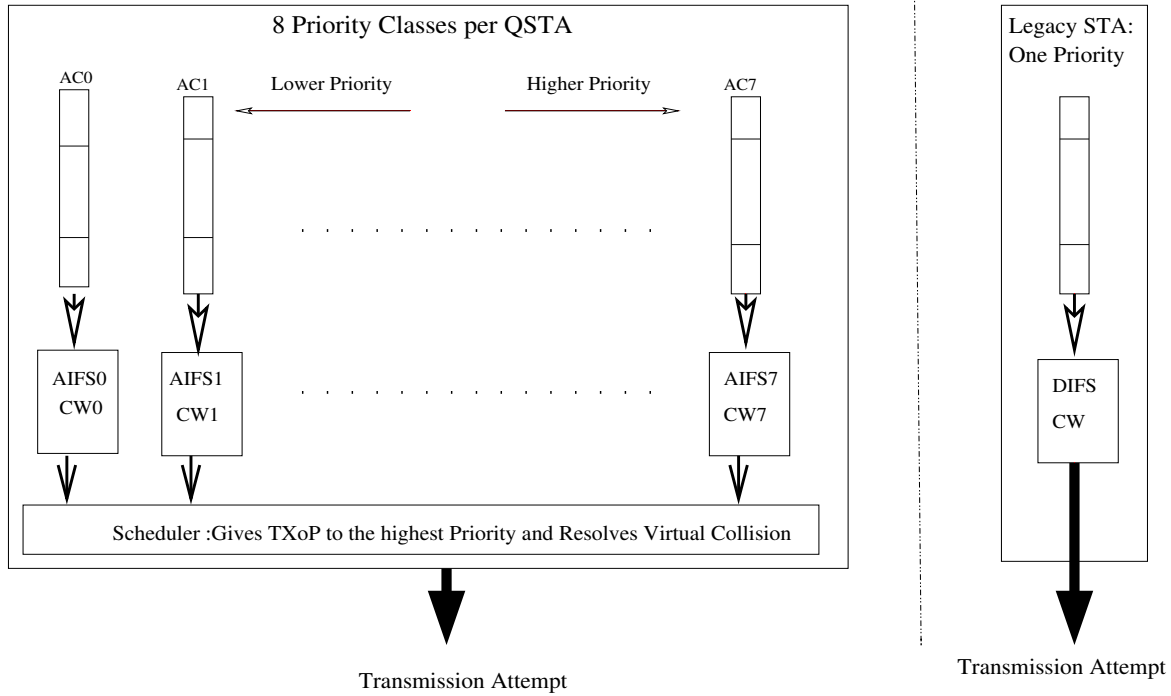 8 Priority Classes per QSTA
AC0
AC1
Lower Priority
Higher Priority
AC7
AIFS0
CW0
AIFS1
CW1
AIFS7
CW7
Scheduler :Gives TXoP to the highest Priority and Resolves Virtual Collision
Transmission Attempt
Legacy STA:
One Priority
DIFS
CW
Transmission Attempt